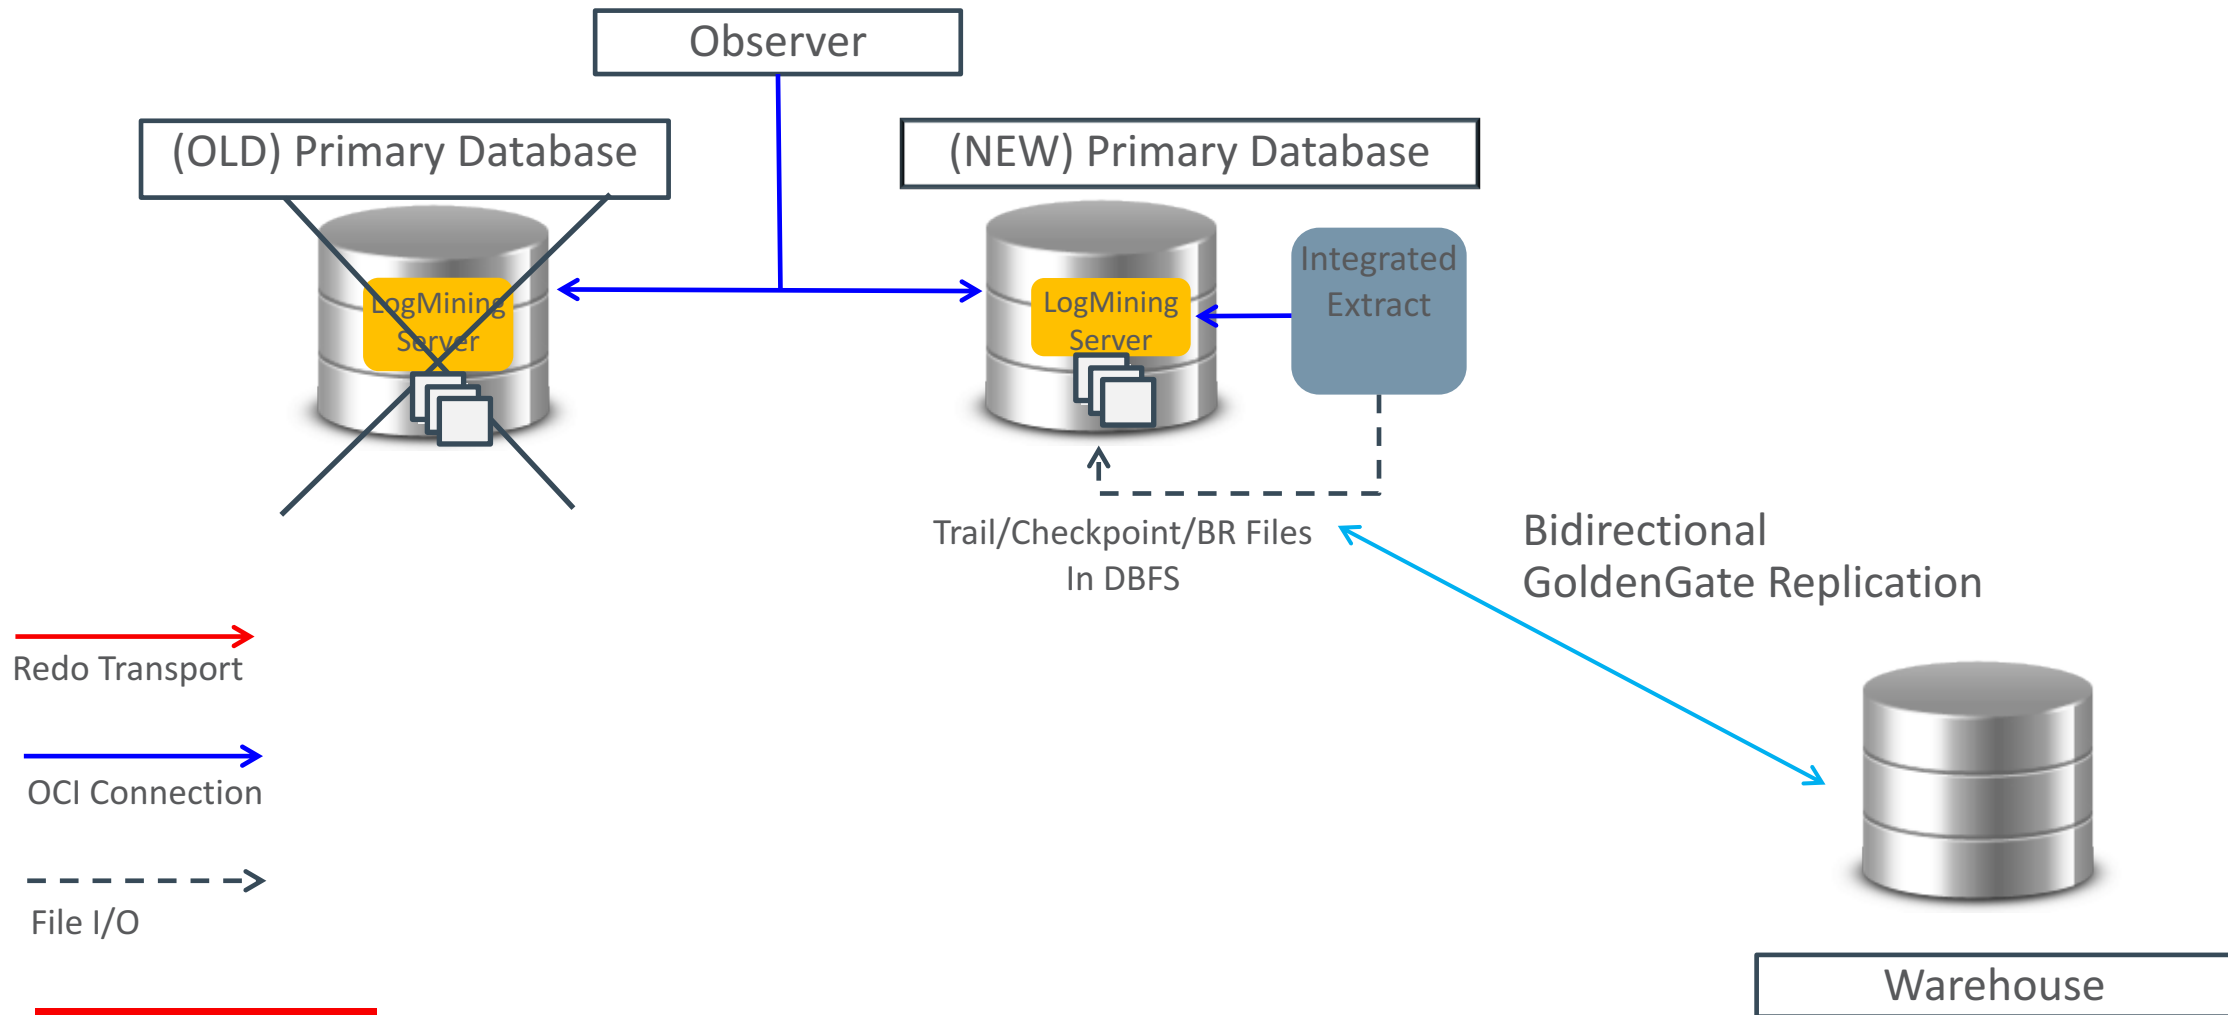 Observer
(OLD) Primary Database
(NEW) Primary Database
LogMining
Server
LogMining
Server
Integrated
Extract
Trail/Checkpoint/BR Files
In DBFS
Bidirectional
GoldenGate Replication
Redo Transport
OCI Connection
File I/O
Warehouse